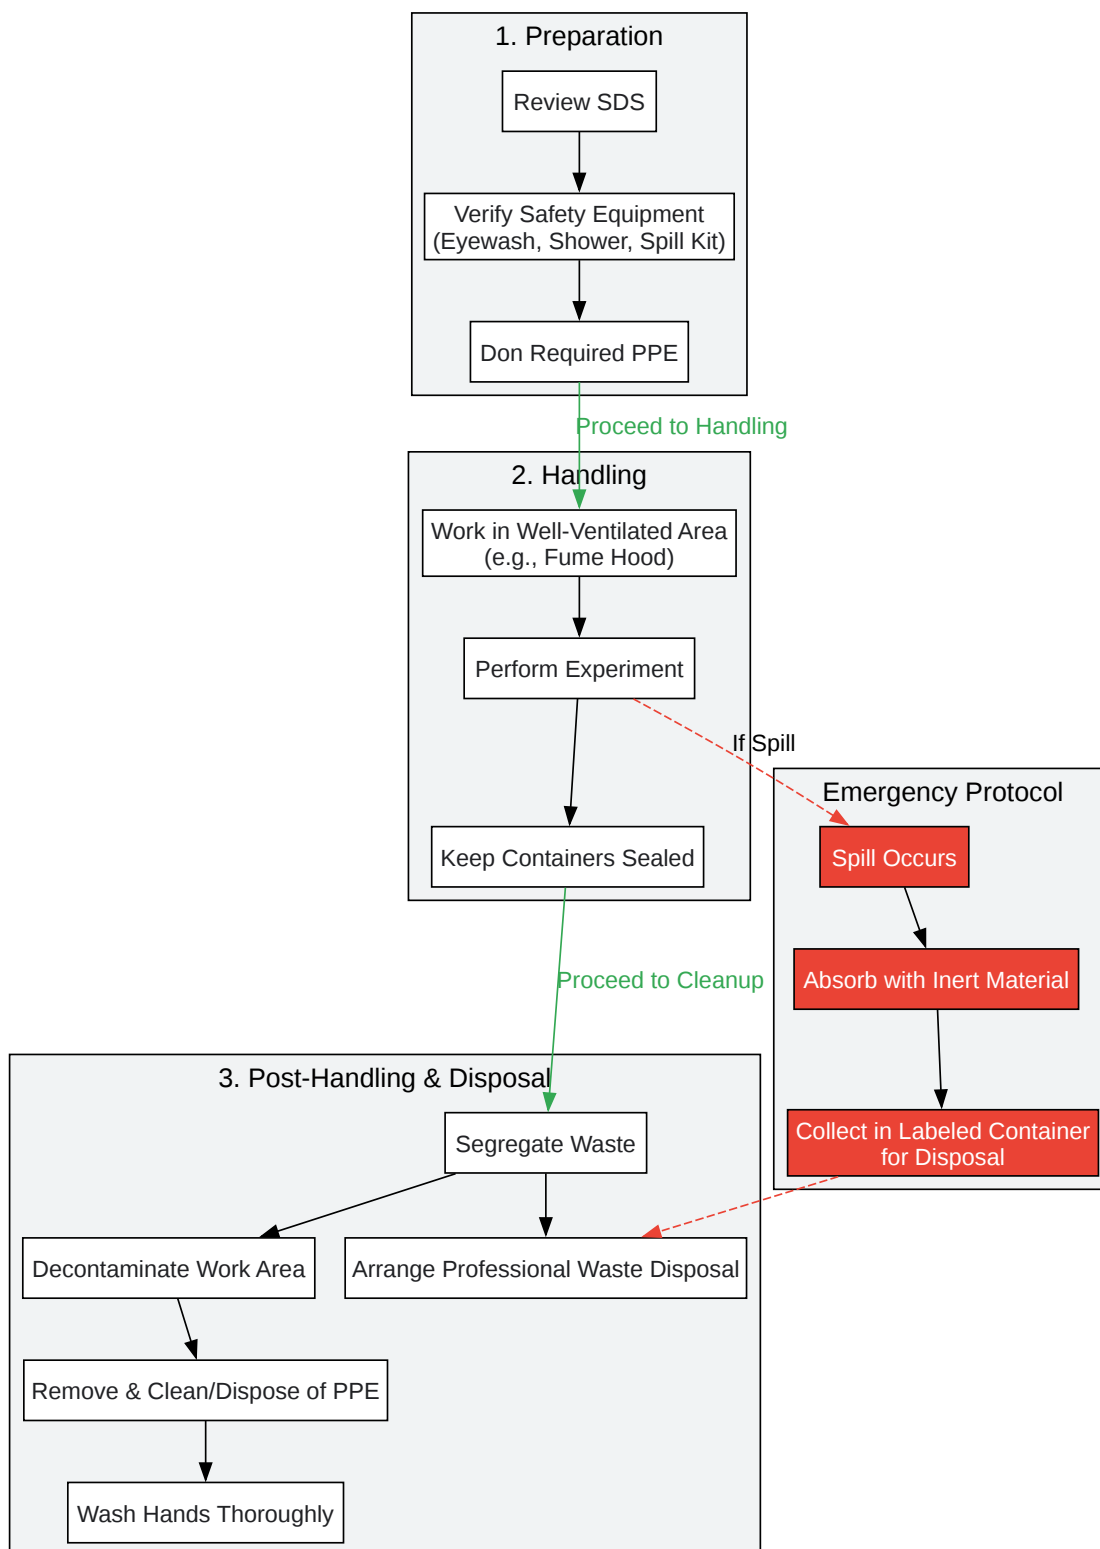 1. Preparation
Review SDS
Verify Safety Equipment
(Eyewash, Shower, Spill Kit)
Don Required PPE
Proceed to Handling
2. Handling
Work in Well-Ventilated Area
(e.g., Fume Hood)
Perform Experiment
If Spill
Emergency Protocol
Spill Occurs
Keep Containers Sealed
Absorb with Inert Material
Proceed to Cleanup
3. Post-Handling & Disposal
Collect in Labeled Container
for Disposal
Segregate Waste
Decontaminate Work Area
Arrange Professional Waste Disposal
Remove & Clean/Dispose of PPE
Wash Hands Thoroughly